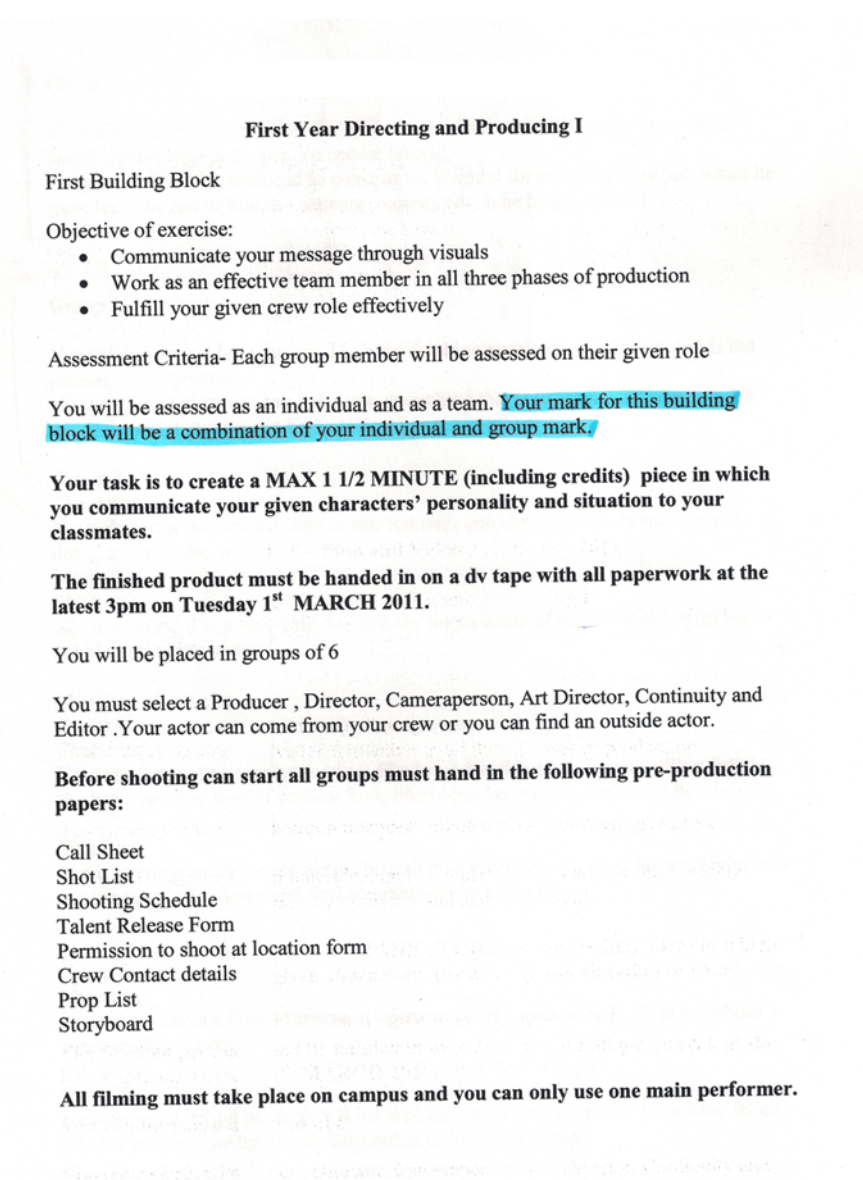 First Year Directing and Producing I
First Building Block
Objective of exercise:
• Communicate your message through visuals
• Work as an effective team member in all three phases of production
• Fulfill your given crew role effectively
Assessment Criteria- Each group member will be assessed on their given role
You will be assessed as an individual and as a team. Your mark for this building
block will be a combination of your individual and group mark.
Your task is to create a MAX 1 1/2 MINUTE (including credits) piece in which
you communicate your given characters' personality and situation to your
classmates.
The finished product must be handed in on a dv tape with all paperwork at the
latest 3pm on Tuesday 1st MARCH 2011.
You will be placed in groups of 6
You must select a Producer , Director, Cameraperson, Art Director, Continuity and
Editor .Your actor can come from your crew or you can find an outside actor.
Before shooting can start all groups must hand in the following pre-production
papers:
Call Sheet
Shot List
Shooting Schedule
Talent Release Form
Permission to shoot at location form
Crew Contact details
Prop List
Storyboard
All filming must take place on campus and you can only use one main performer.